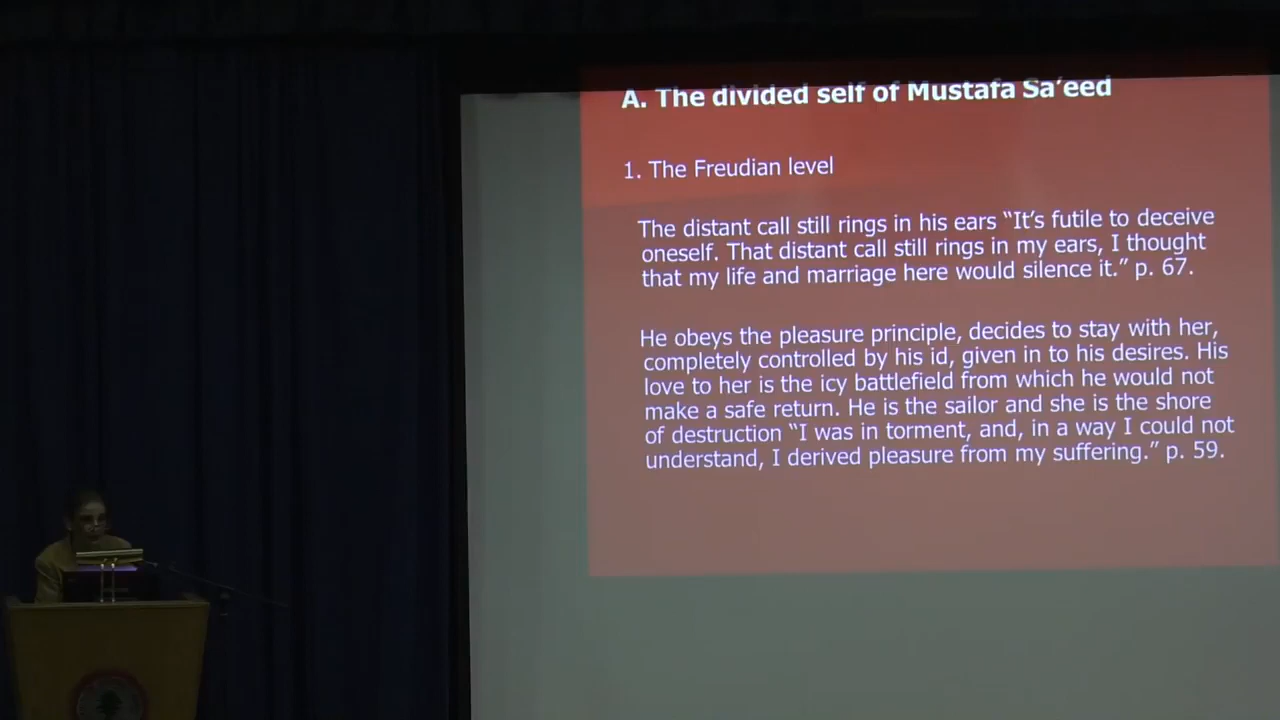 A. The divided self of Mustafa Sa’eed
1. The Freudian level
The distant call still rings in his ears “It’s futile to deceive
oneself. That distant call still rings in my ears, I thought
that my life and marriage here would silence it.” p. 67.
He obeys the pleasure principle, decides to stay with her,
completely controlled by his id, given in to his desires. His
love to her is the icy battlefield from which he would not
make a safe return. He is the sailor and she is the shore
of destruction “I was in torment, and, in a way I could not
understand, I derived pleasure from my suffering.” p. 59.